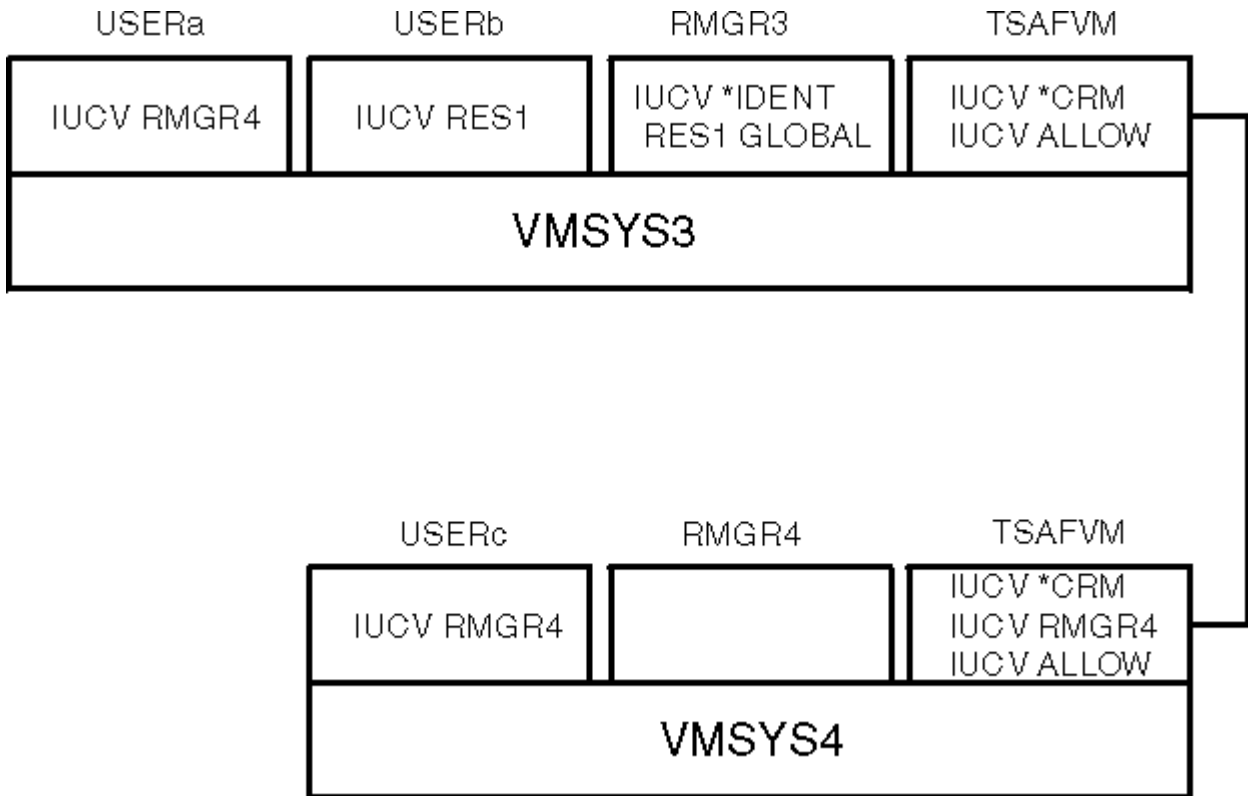 USERa USERb RMGR3 TSAFVM
IUCV RMGR4 IUCV RES1 IUCV *IDENT IUCV *CRM
RES1 GLOBAL IUCV ALLOW
VMSYS3
USERc RMGR4 TSAFVM
IUCV *CRM
IUCV RMGR4 IUCV RMGR4
IUCV ALLOW
VMSYS4